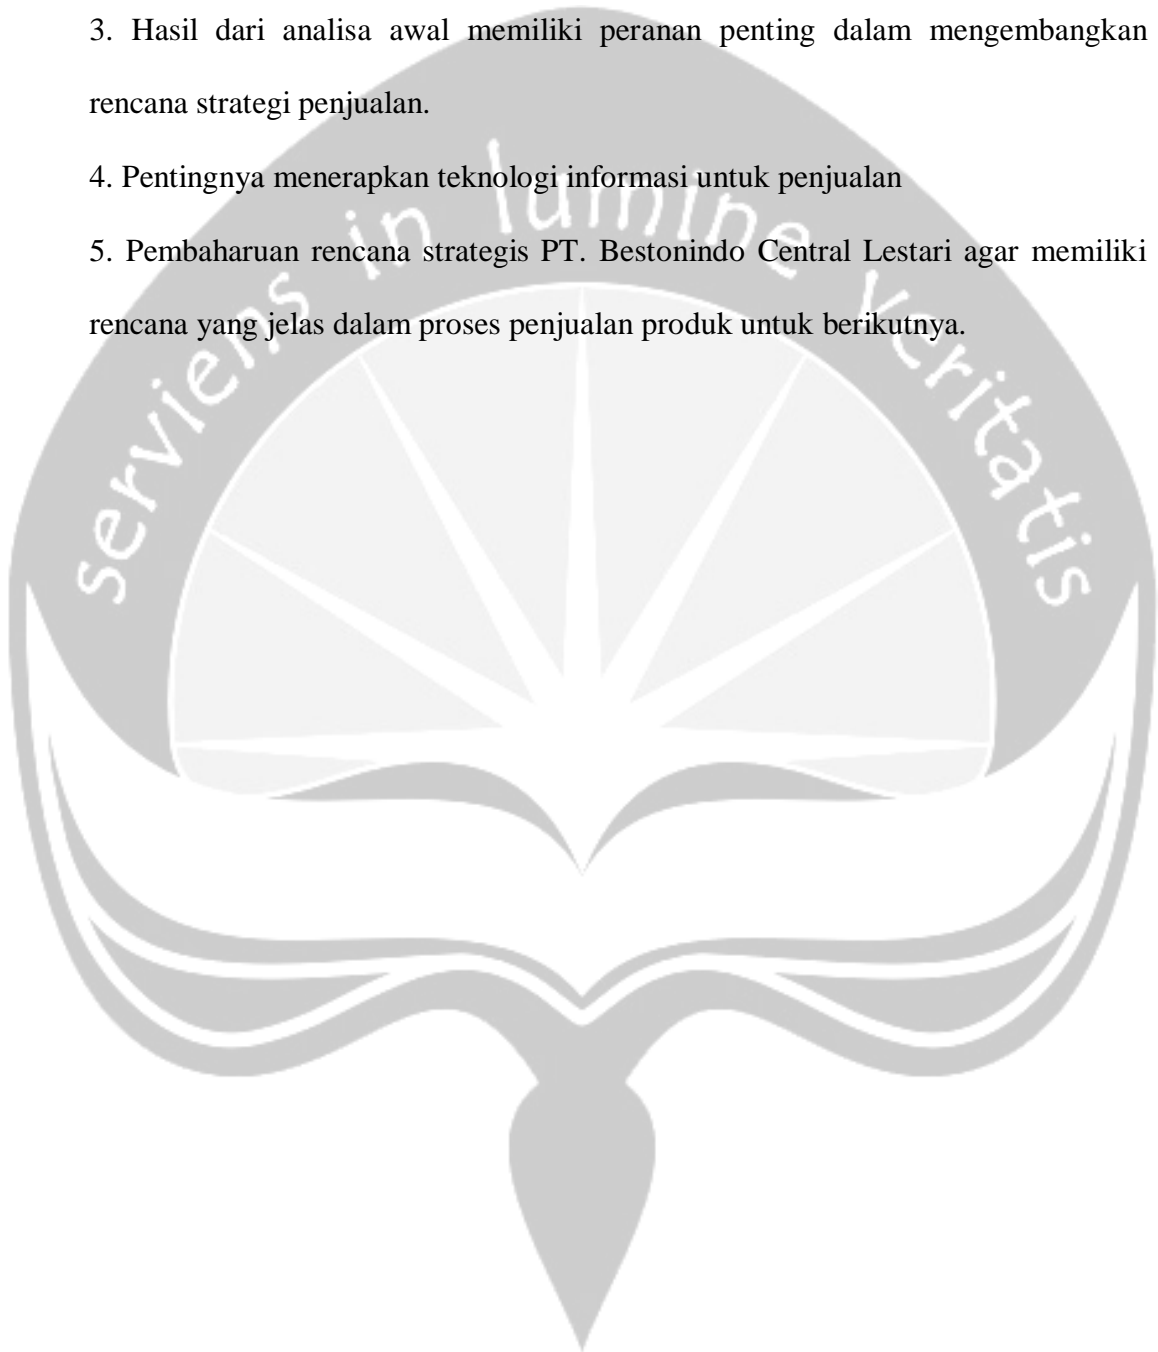 3. Hasil dari analisa awal memiliki peranan penting dalam mengembangkan
rencana strategi penjualan.
4. Pentingnya menerapkan teknologi informasi untuk penjualan
5. Pembaharuan rencana strategis PT. Bestonindo Central Lestari agar memiliki
rencana yang jelas dalam proses penjualan produk untuk berikutnya.
serviens in lumine veritatis